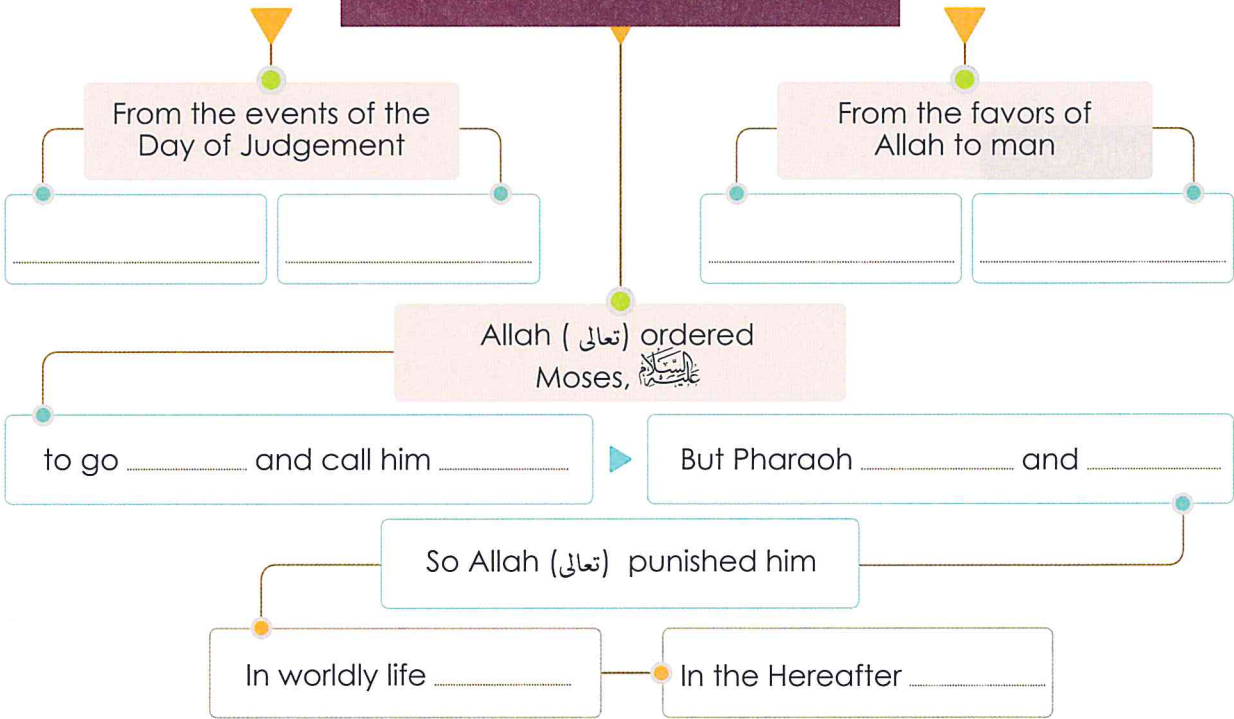 From the events of the
Day of Judgement
From the favors of
Allah to man
Allah ( تعالى) ordered
Moses, عَلَيْهِ السَّلَامُ
to go ............ and call him ............
But Pharaoh ............ and ............
So Allah (تعالى) punished him
In worldly life ............
In the Hereafter ............